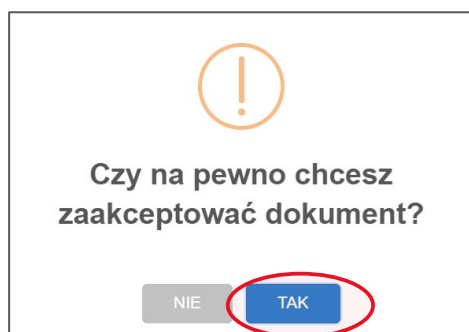 Czy na pewno chcesz
zaakceptować dokument?
NIE TAK